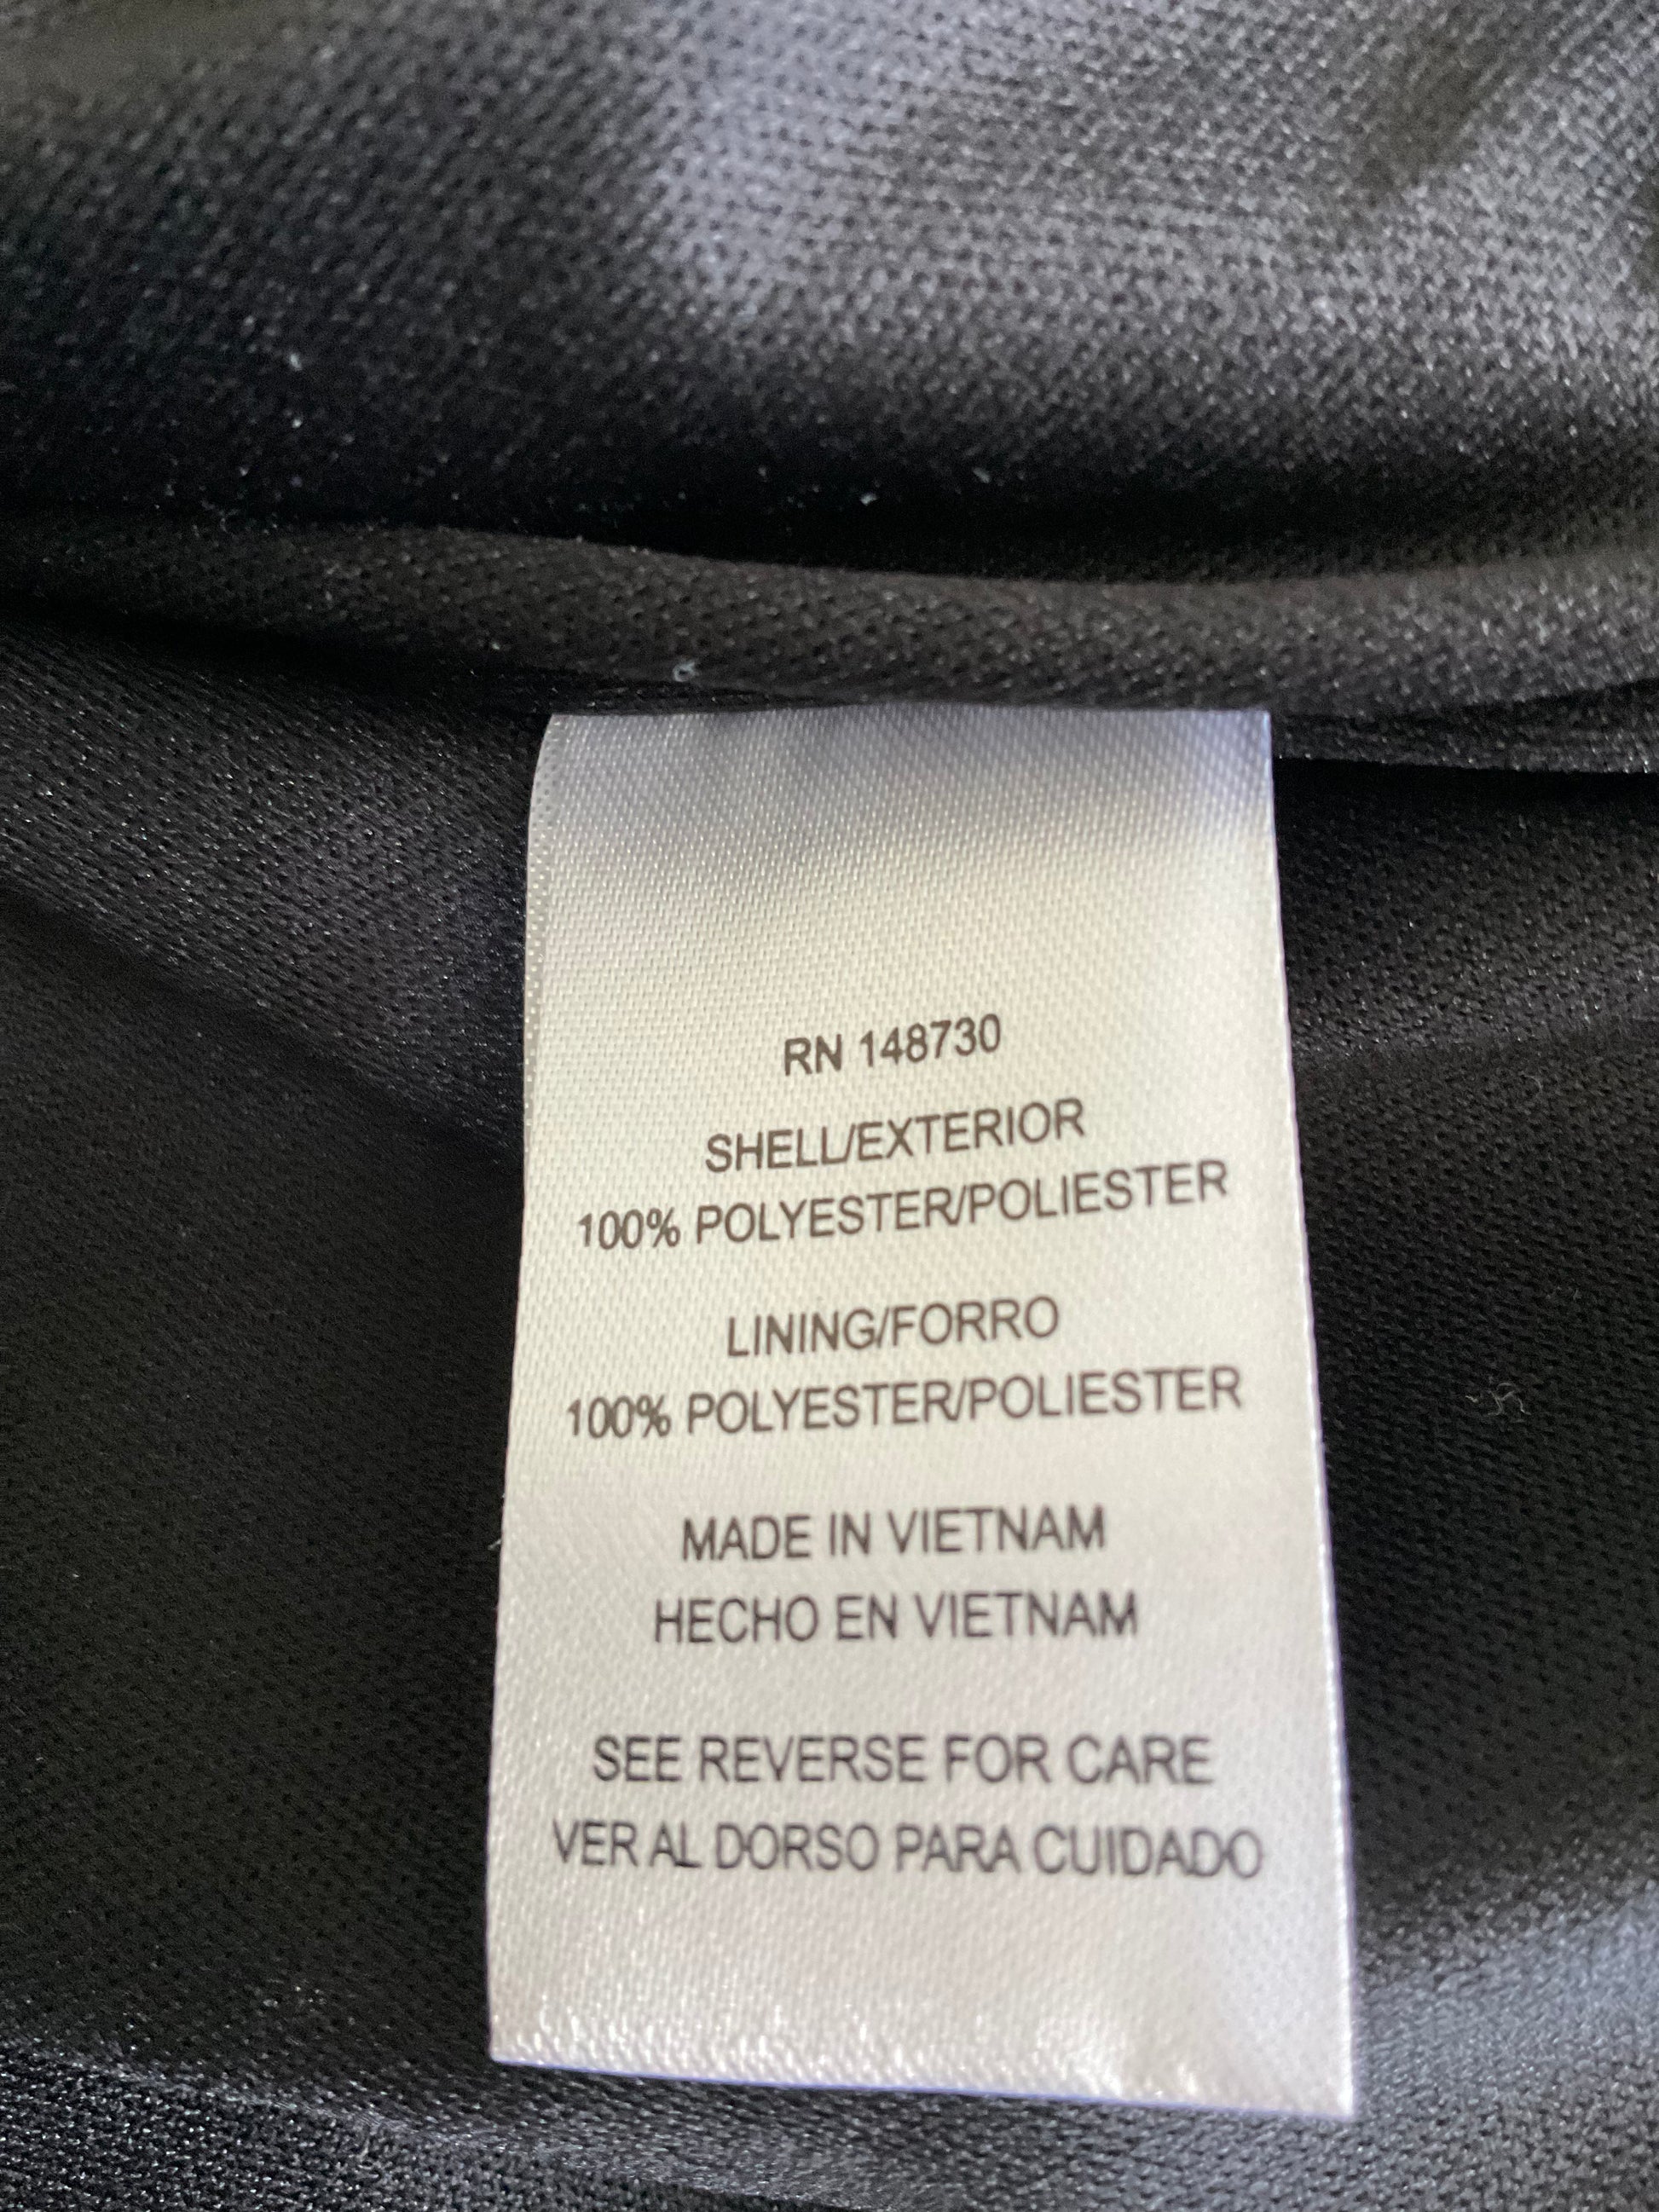 RN 148730
SHELL/EXTERIOR
100% POLYESTER/POLIESTER
LINING/FORRO
100% POLYESTER/POLIESTER
MADE IN VIETNAM
HECHO EN VIETNAM
SEE REVERSE FOR CARE
VER AL DORSO PARA CUIDADO